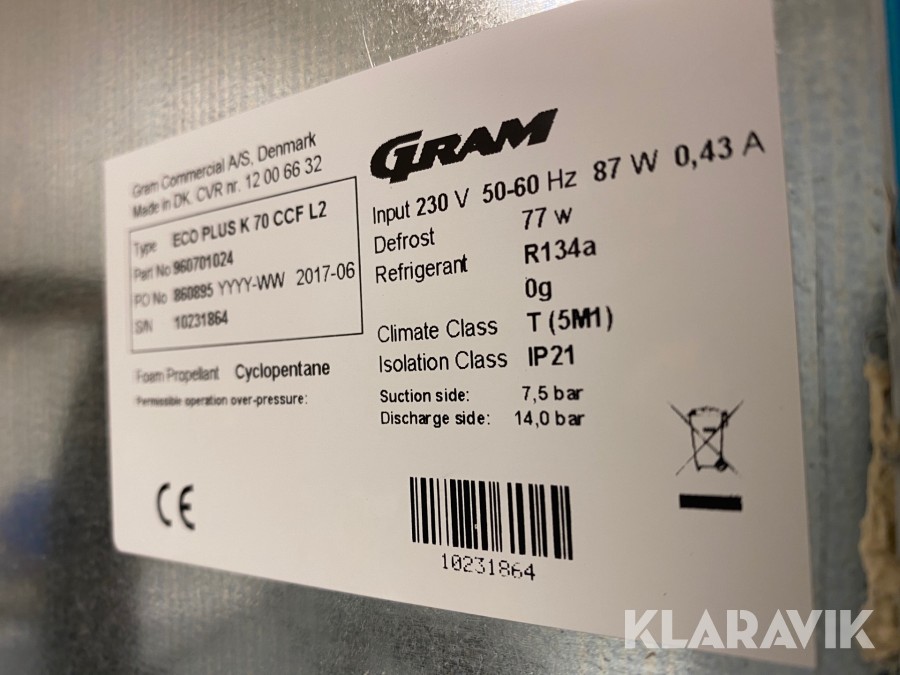 Gram Commercial A/S, Denmark
Made in DK. CVR nr. 12 00 66 32
Type ECO PLUS K 70 CCF L2
Part No 960701024
PO No 860895 YYYY-WW 2017-06
S/N 10231864
Foam Propellant Cyclopentane
Permissible operation over-pressure:
GRAM
Input 230 V 50-60 Hz 87 W 0,43 A
Defrost 77 W
Refrigerant R134a
0g
Climate Class T (5M1)
Isolation Class IP21
Suction side: 7,5 bar
Discharge side: 14,0 bar
CE
10231864
KLARAVIK